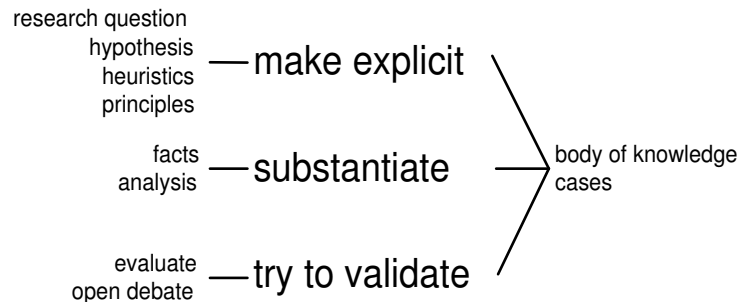 research question
hypothesis
heuristics
principles
make explicit
facts
analysis
substantiate
body of knowledge
cases
evaluate
open debate
try to validate